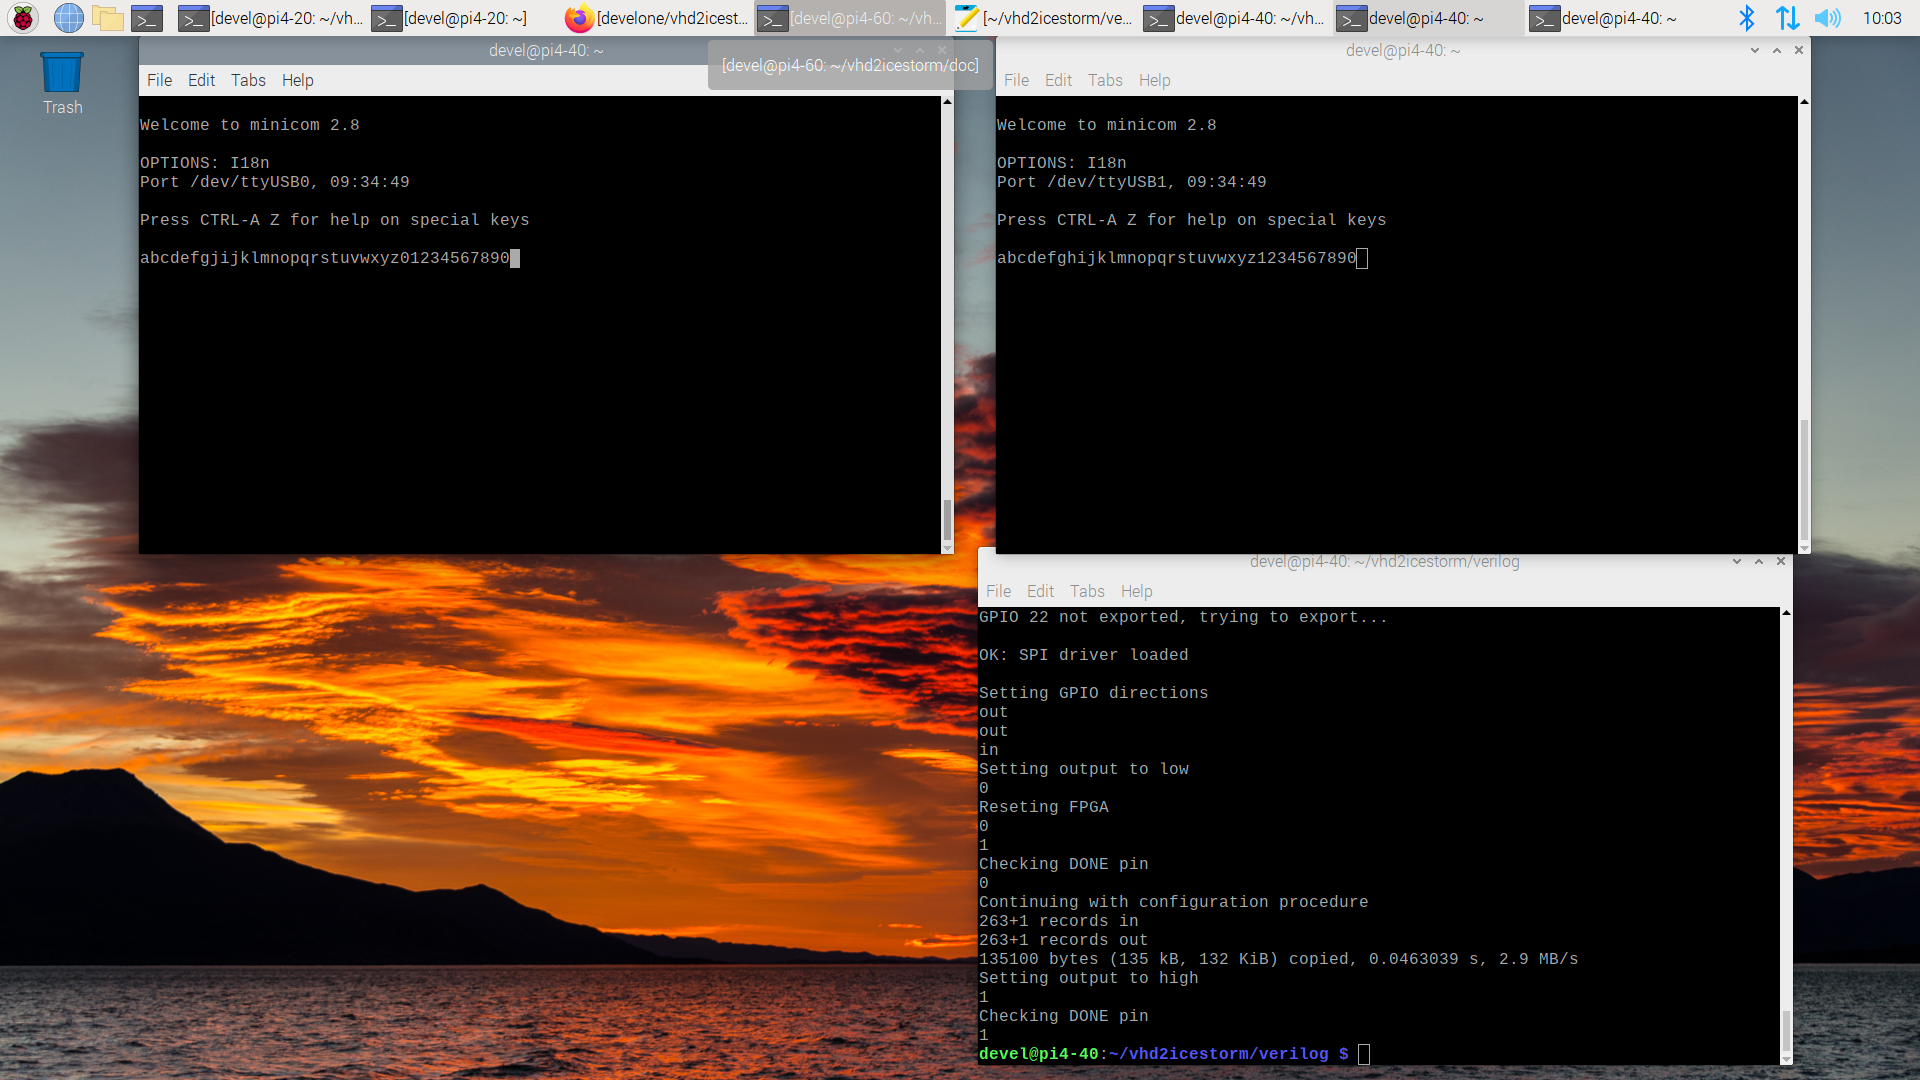 [devel@pi4-20: ~/vh... [devel@pi4-20: ~] [develone/vhd2icest... [devel@pi4-60: ~/vh... [~/vhd2icestorm/ve... devel@pi4-40: ~/vh... devel@pi4-40: ~ devel@pi4-40: ~ 10:03
Trash
devel@pi4-40: ~
[devel@pi4-60: ~/vhd2icestorm/doc]
File Edit Tabs Help
Welcome to minicom 2.8
OPTIONS: I18n
Port /dev/ttyUSB0, 09:34:49
Press CTRL-A Z for help on special keys
abcdefgjijklmnopqrstuvwxyz01234567890
devel@pi4-40: ~
File Edit Tabs Help
Welcome to minicom 2.8
OPTIONS: I18n
Port /dev/ttyUSB1, 09:34:49
Press CTRL-A Z for help on special keys
abcdefghijklmnopqrstuvwxyz1234567890
devel@pi4-40: ~/vhd2icestorm/verilog
File Edit Tabs Help
GPIO 22 not exported, trying to export...
OK: SPI driver loaded
Setting GPIO directions
out
out
in
Setting output to low
0
Reseting FPGA
0
1
Checking DONE pin
0
Continuing with configuration procedure
263+1 records in
263+1 records out
135100 bytes (135 kB, 132 KiB) copied, 0.0463039 s, 2.9 MB/s
Setting output to high
1
Checking DONE pin
1
devel@pi4-40:~/vhd2icestorm/verilog $